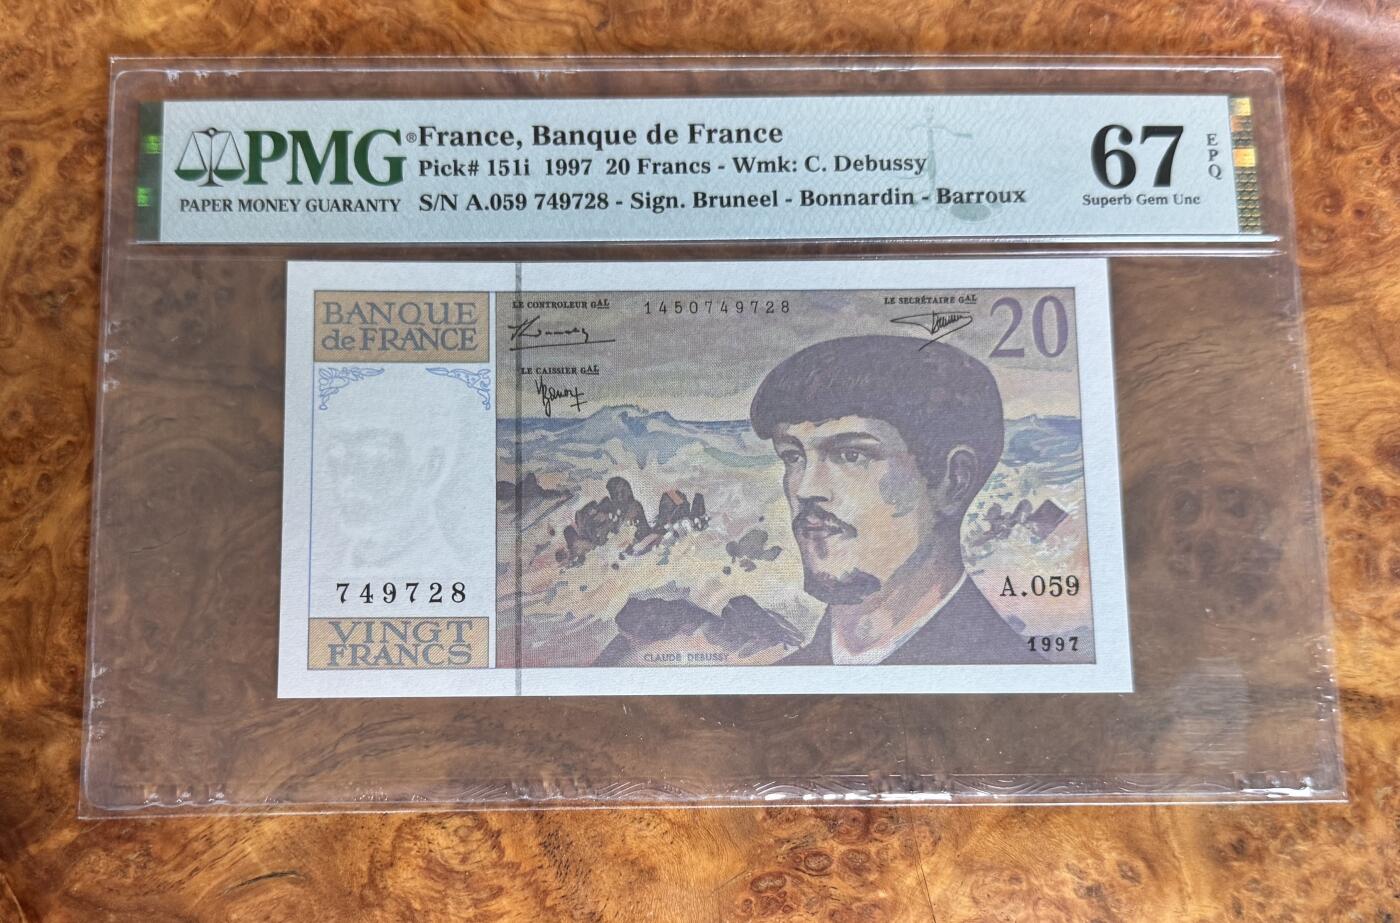 PMG®
PAPER MONEY GUARANTY
France, Banque de France
Pick# 151i 1997 20 Francs - Wmk: C. Debussy
S/N A.059 749728 - Sign. Bruneel - Bonnardin - Barroux
67
EPQ
Superb Gem Unc
BANQUE
de FRANCE
LE CONTROLEUR GAL
1450749728
LE SECRÉTAIRE GAL
20
LE CAISSIER GAL
749728
A.059
VINGT
FRANCS
1997
CLAUDE DEBUSSY